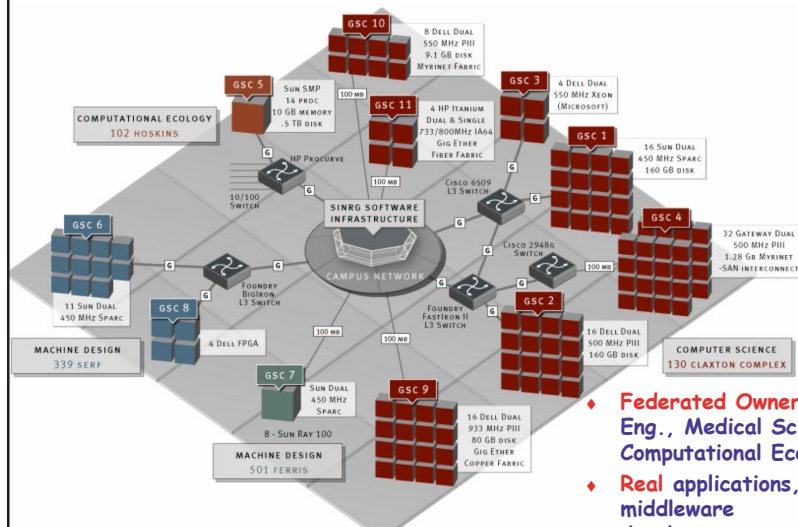 GSC 10
8 DELL DUAL
550 MHZ PIII
9.1 GB DISK
MYRINET FABRIC
GSC 5
SUN SMP
14 PROC
10 GB MEMORY
.5 TB DISK
100 MB
GSC 3
4 DELL DUAL
550 MHZ XEON
(MICROSOFT)
COMPUTATIONAL ECOLOGY
102 HOSKINS
GSC 11
4 HP ITANIUM
DUAL & SINGLE
733/800MHZ IA64
GIG ETHER
FIBER FABRIC
GSC 1
16 SUN DUAL
450 MHZ SPARC
160 GB DISK
G
HP PROCURVE
G
10/100
SWITCH
100 MB
G
CISCO 6509
L3 SWITCH
G
SINRG SOFTWARE
INFRASTRUCTURE
G
CAMPUS NETWORK
GSC 6
11 SUN DUAL
450 MHZ SPARC
G
FOUNDRY
BIGIRON
L3 SWITCH
G
G
GSC 8
4 DELL FPGA
GSC 4
32 GATEWAY DUAL
500 MHZ PIII
1.28 GB MYRINET
-SAN INTERCONNECT
G
CISCO 2948G
SWITCH
G
100 MB
G
FOUNDRY
FASTIRON II
L3 SWITCH
G
GSC 2
16 DELL DUAL
500 MHZ PIII
160 GB DISK
MACHINE DESIGN
339 SERF
100 MB
100 MB
COMPUTER SCIENCE
130 CLAXTON COMPLEX
GSC 7
SUN DUAL
450 MHZ
SPARC
8 - SUN RAY 100
MACHINE DESIGN
501 FERRIS
GSC 9
16 DELL DUAL
933 MHZ PIII
80 GB DISK
GIG ETHER
COPPER FABRIC
♦ Federated Owner
Eng., Medical Sc
Computational Eco
♦ Real applications,
middleware